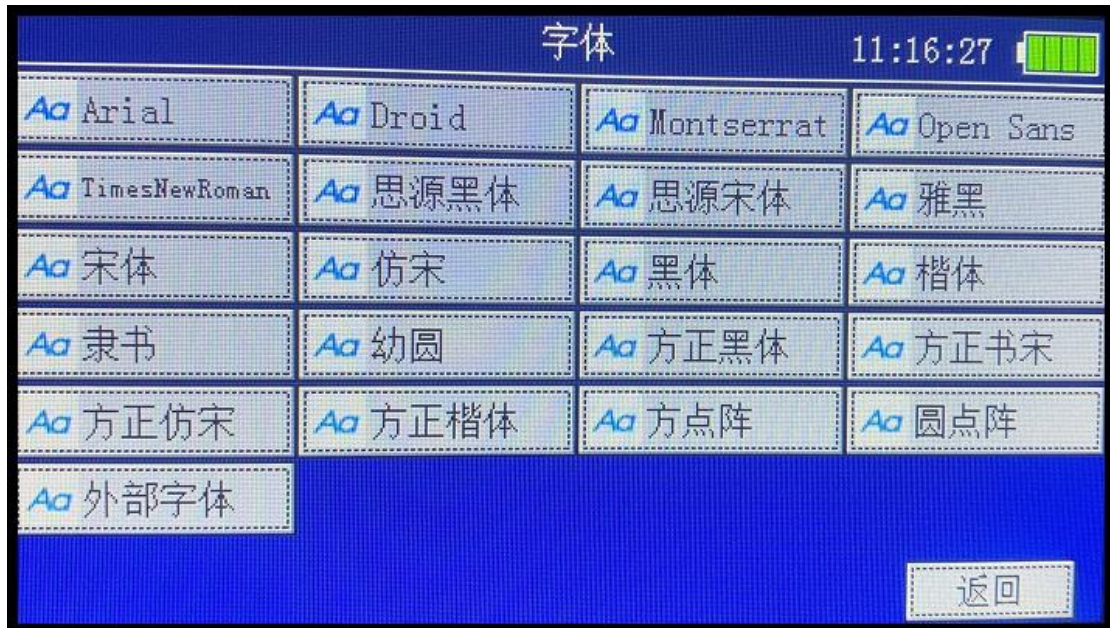 字体 11:16:27
Aa Arial Aa Droid Aa Montserrat Aa Open Sans
Aa TimesNewRoman Aa 思源黑体 Aa 思源宋体 Aa 雅黑
Aa 宋体 Aa 仿宋 Aa 黑体 Aa 楷体
Aa 隶书 Aa 幼圆 Aa 方正黑体 Aa 方正书宋
Aa 方正仿宋 Aa 方正楷体 Aa 方点阵 Aa 圆点阵
Aa 外部字体
返回